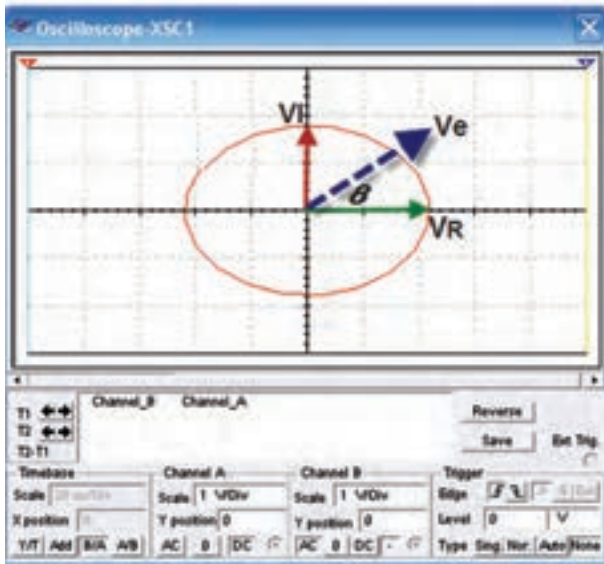 Oscilloscope-XSC1
VI
Ve
θ
VR
T1
T2
T2-T1
Channel_B Channel_A
Reverse
Save
Ext Trig.
Timebase
Scale
X position
Y/T Add B/A A/B
Channel A
Scale 1 V/Div
Y position 0
AC 0 DC
Channel B
Scale 1 V/Div
Y position 0
AC 0 DC -
Trigger
Edge
Level 0 V
Type Sing. Nor. Auto None